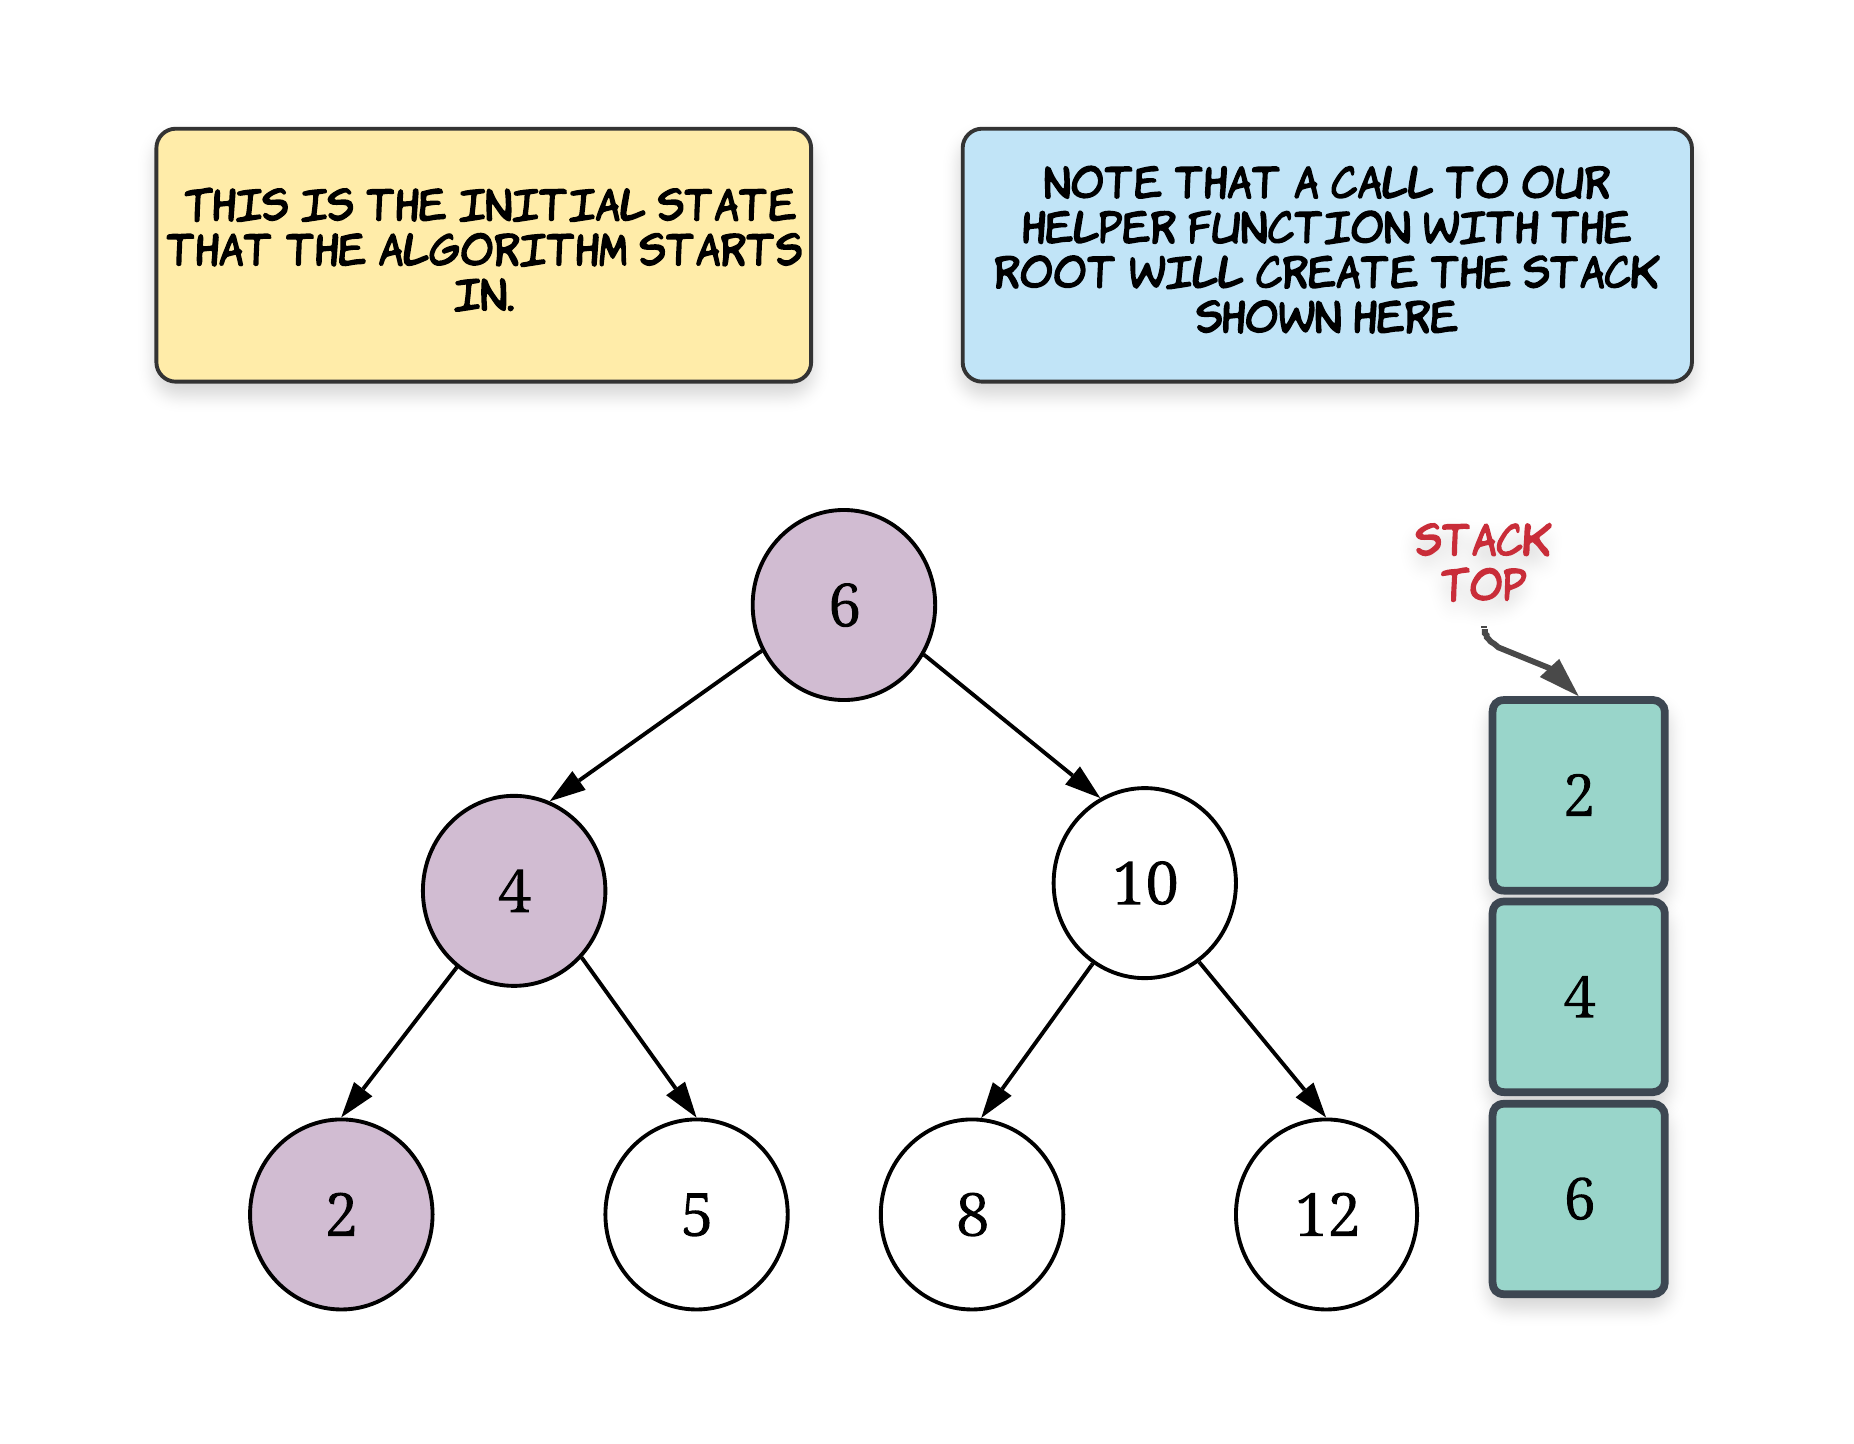 THIS IS THE INITIAL STATE
THAT THE ALGORITHM STARTS
IN.
NOTE THAT A CALL TO OUR
HELPER FUNCTION WITH THE
ROOT WILL CREATE THE STACK
SHOWN HERE
STACK
TOP
6
4
10
2
5
8
12
2
4
6